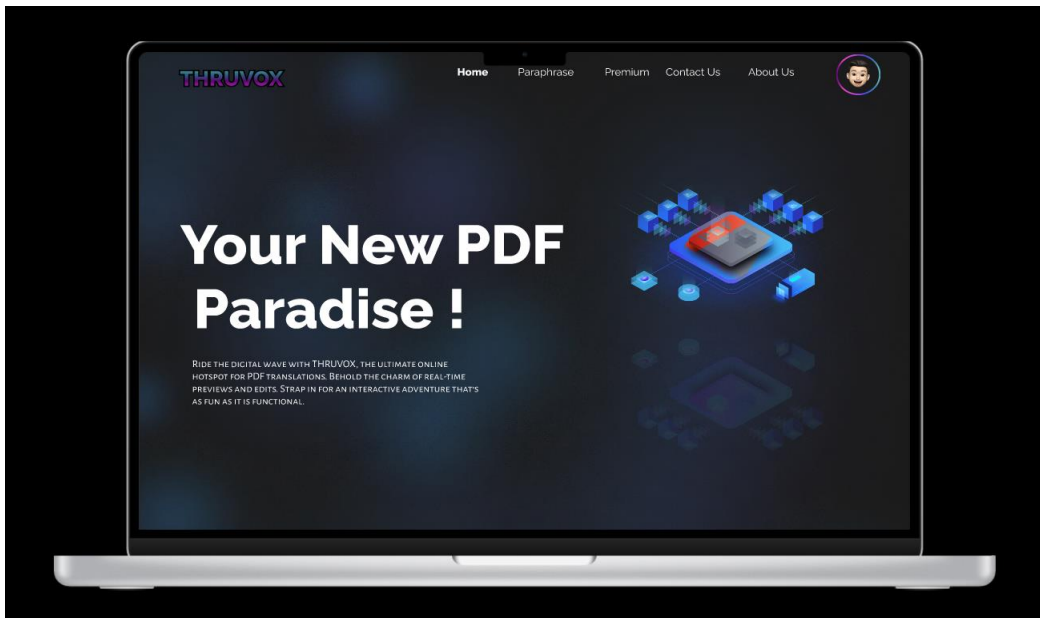 THRUVOX
Home Paraphrase Premium Contact Us About Us
Your New PDF
Paradise !
Ride the digital wave with THRUVOX, the ultimate online
hotspot for PDF translations. Behold the charm of real-time
previews and edits. Strap in for an interactive adventure that's
as fun as it is functional.